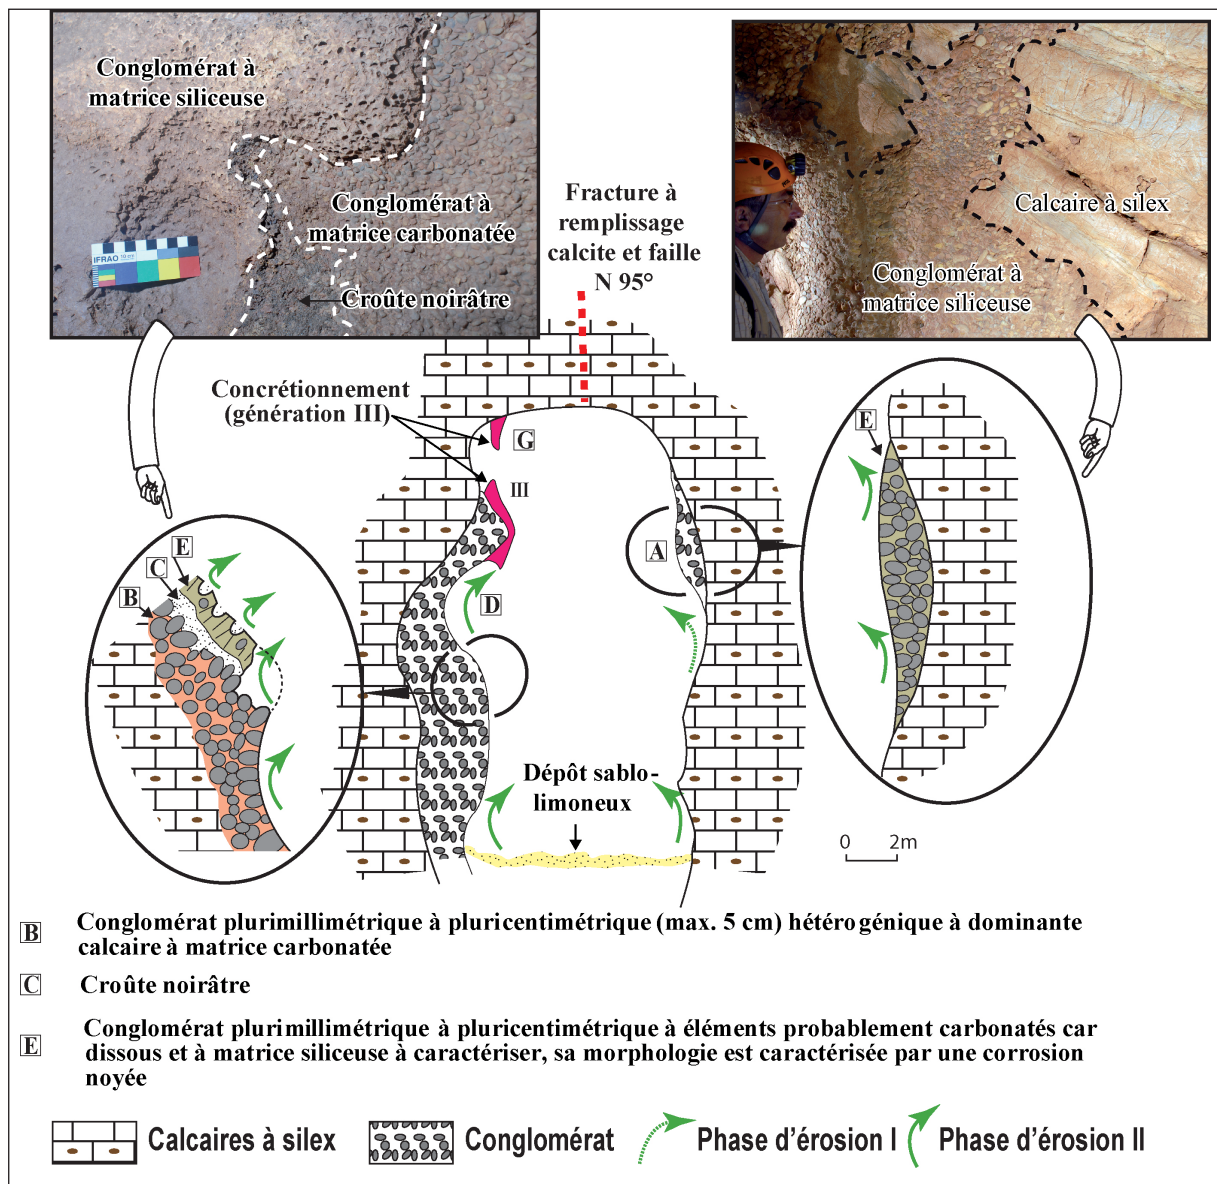 Conglomérat à
matrice siliceuse
Conglomérat à
matrice carbonatée
Croûte noirâtre
IFRAO
10 cm
Calcaire à silex
Conglomérat à
matrice siliceuse
Fracture à
remplissage
calcite et faille
N 95°
Concrétionnement
(génération III)
G
III
E
A
E
C
B
D
Dépôt sablo-
limoneux
0 2m
B Conglomérat plurimillimétrique à pluricentimétrique (max. 5 cm) hétérogénique à dominante
calcaire à matrice carbonatée
C Croûte noirâtre
E Conglomérat plurimillimétrique à pluricentimétrique à éléments probablement carbonatés car
dissous et à matrice siliceuse à caractériser, sa morphologie est caractérisée par une corrosion
noyée
Calcaires à silex Conglomérat Phase d'érosion I Phase d'érosion II